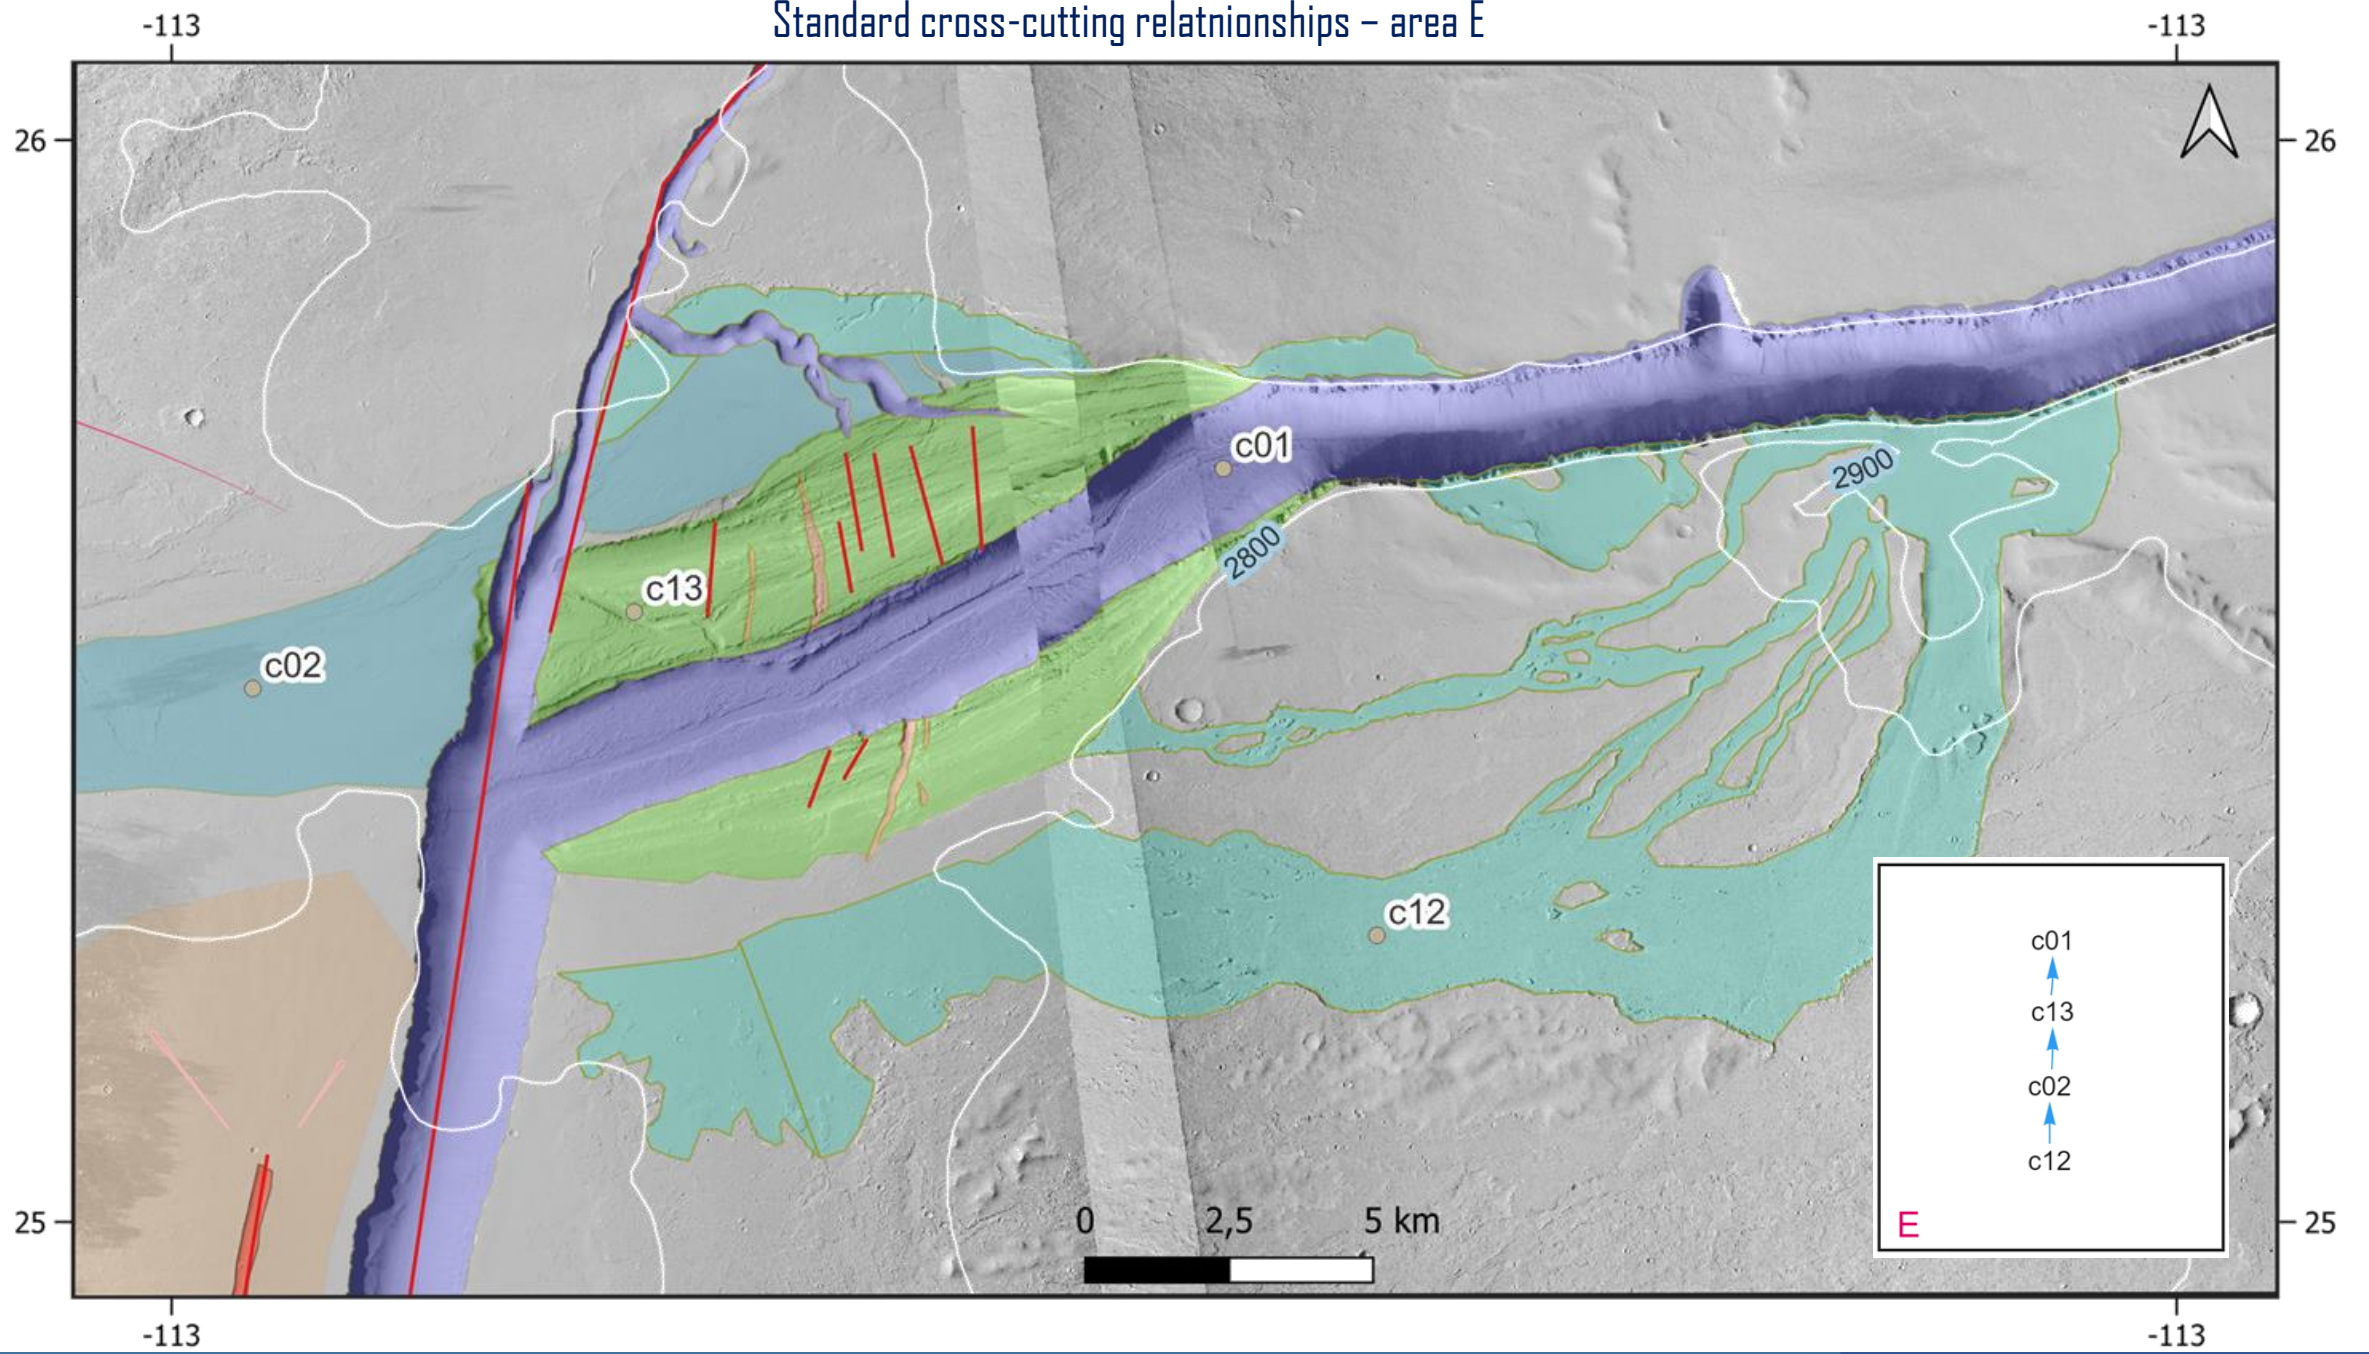 Standard cross-cutting relatnionships – area E
-113
-113
26
26
c01
2900
2800
c13
c02
c12
c01
c13
c02
c12
E
0 2,5 5 km
25
25
-113
-113